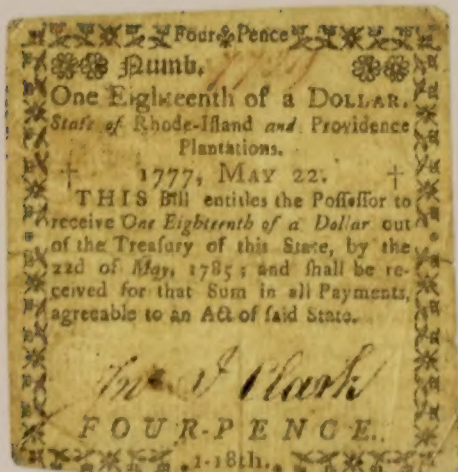 Four Pence
Numb.
One Eighteenth of a DOLLAR.
State of Rhode-Iſland and Providence
Plantations.
† 1777, MAY 22. †
THIS Bill entitles the Poſſeſſor to
receive One Eighteenth of a Dollar out
of the Treaſury of this State, by the
22d of May, 1785; and ſhall be re-
ceived for that Sum in all Payments,
agreeable to an Act of ſaid State.
J Clark
FOUR-PENCE.
1-18th.